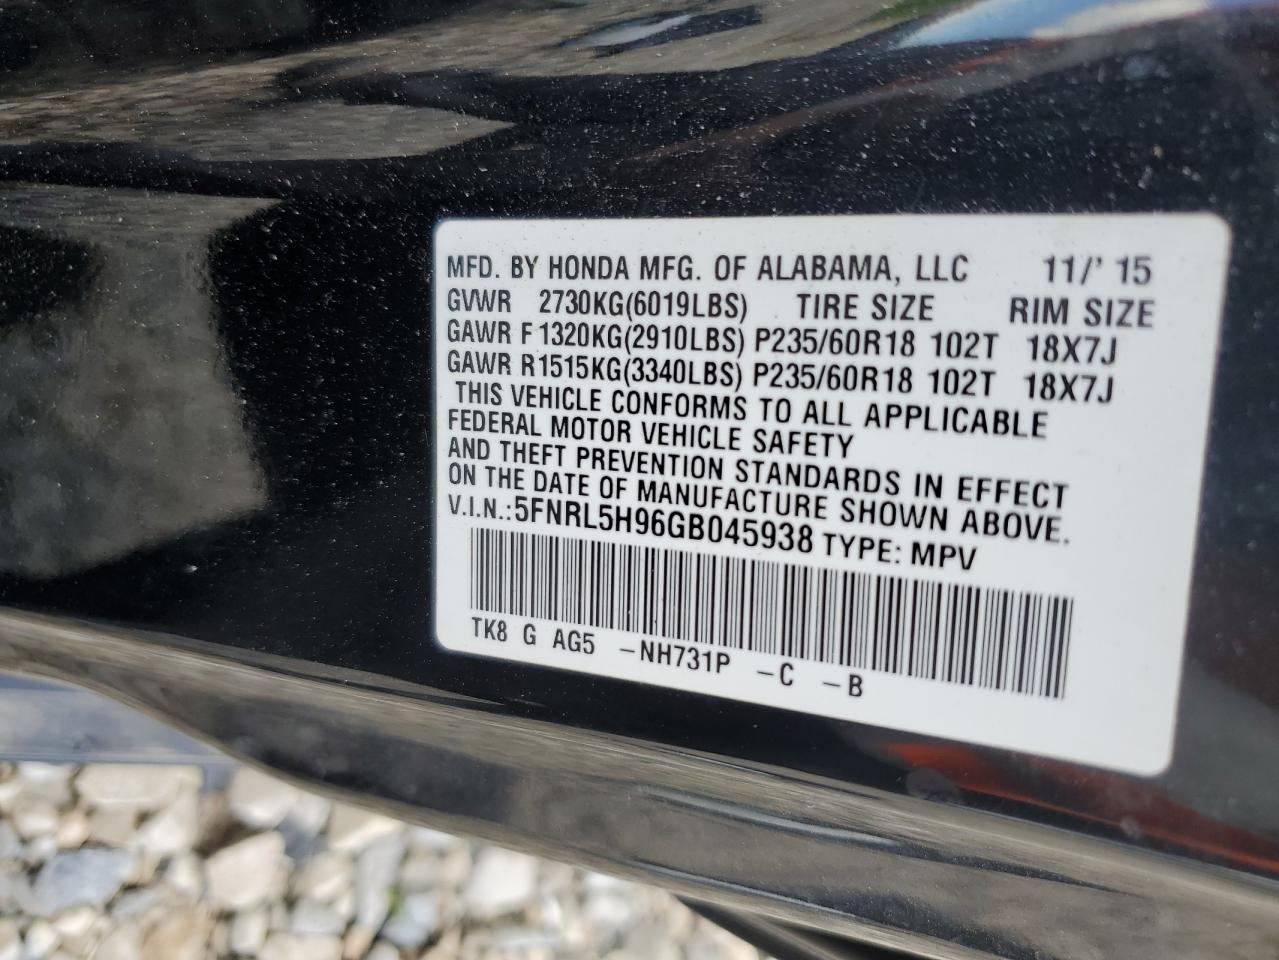 MFD. BY HONDA MFG. OF ALABAMA, LLC 11/' 15
GVWR 2730KG(6019LBS) TIRE SIZE RIM SIZE
GAWR F 1320KG(2910LBS) P235/60R18 102T 18X7J
GAWR R1515KG(3340LBS) P235/60R18 102T 18X7J
THIS VEHICLE CONFORMS TO ALL APPLICABLE
FEDERAL MOTOR VEHICLE SAFETY
AND THEFT PREVENTION STANDARDS IN EFFECT
ON THE DATE OF MANUFACTURE SHOWN ABOVE.
V.I.N.:5FNRL5H96GB045938 TYPE: MPV
TK8 G AG5 -NH731P -C -B